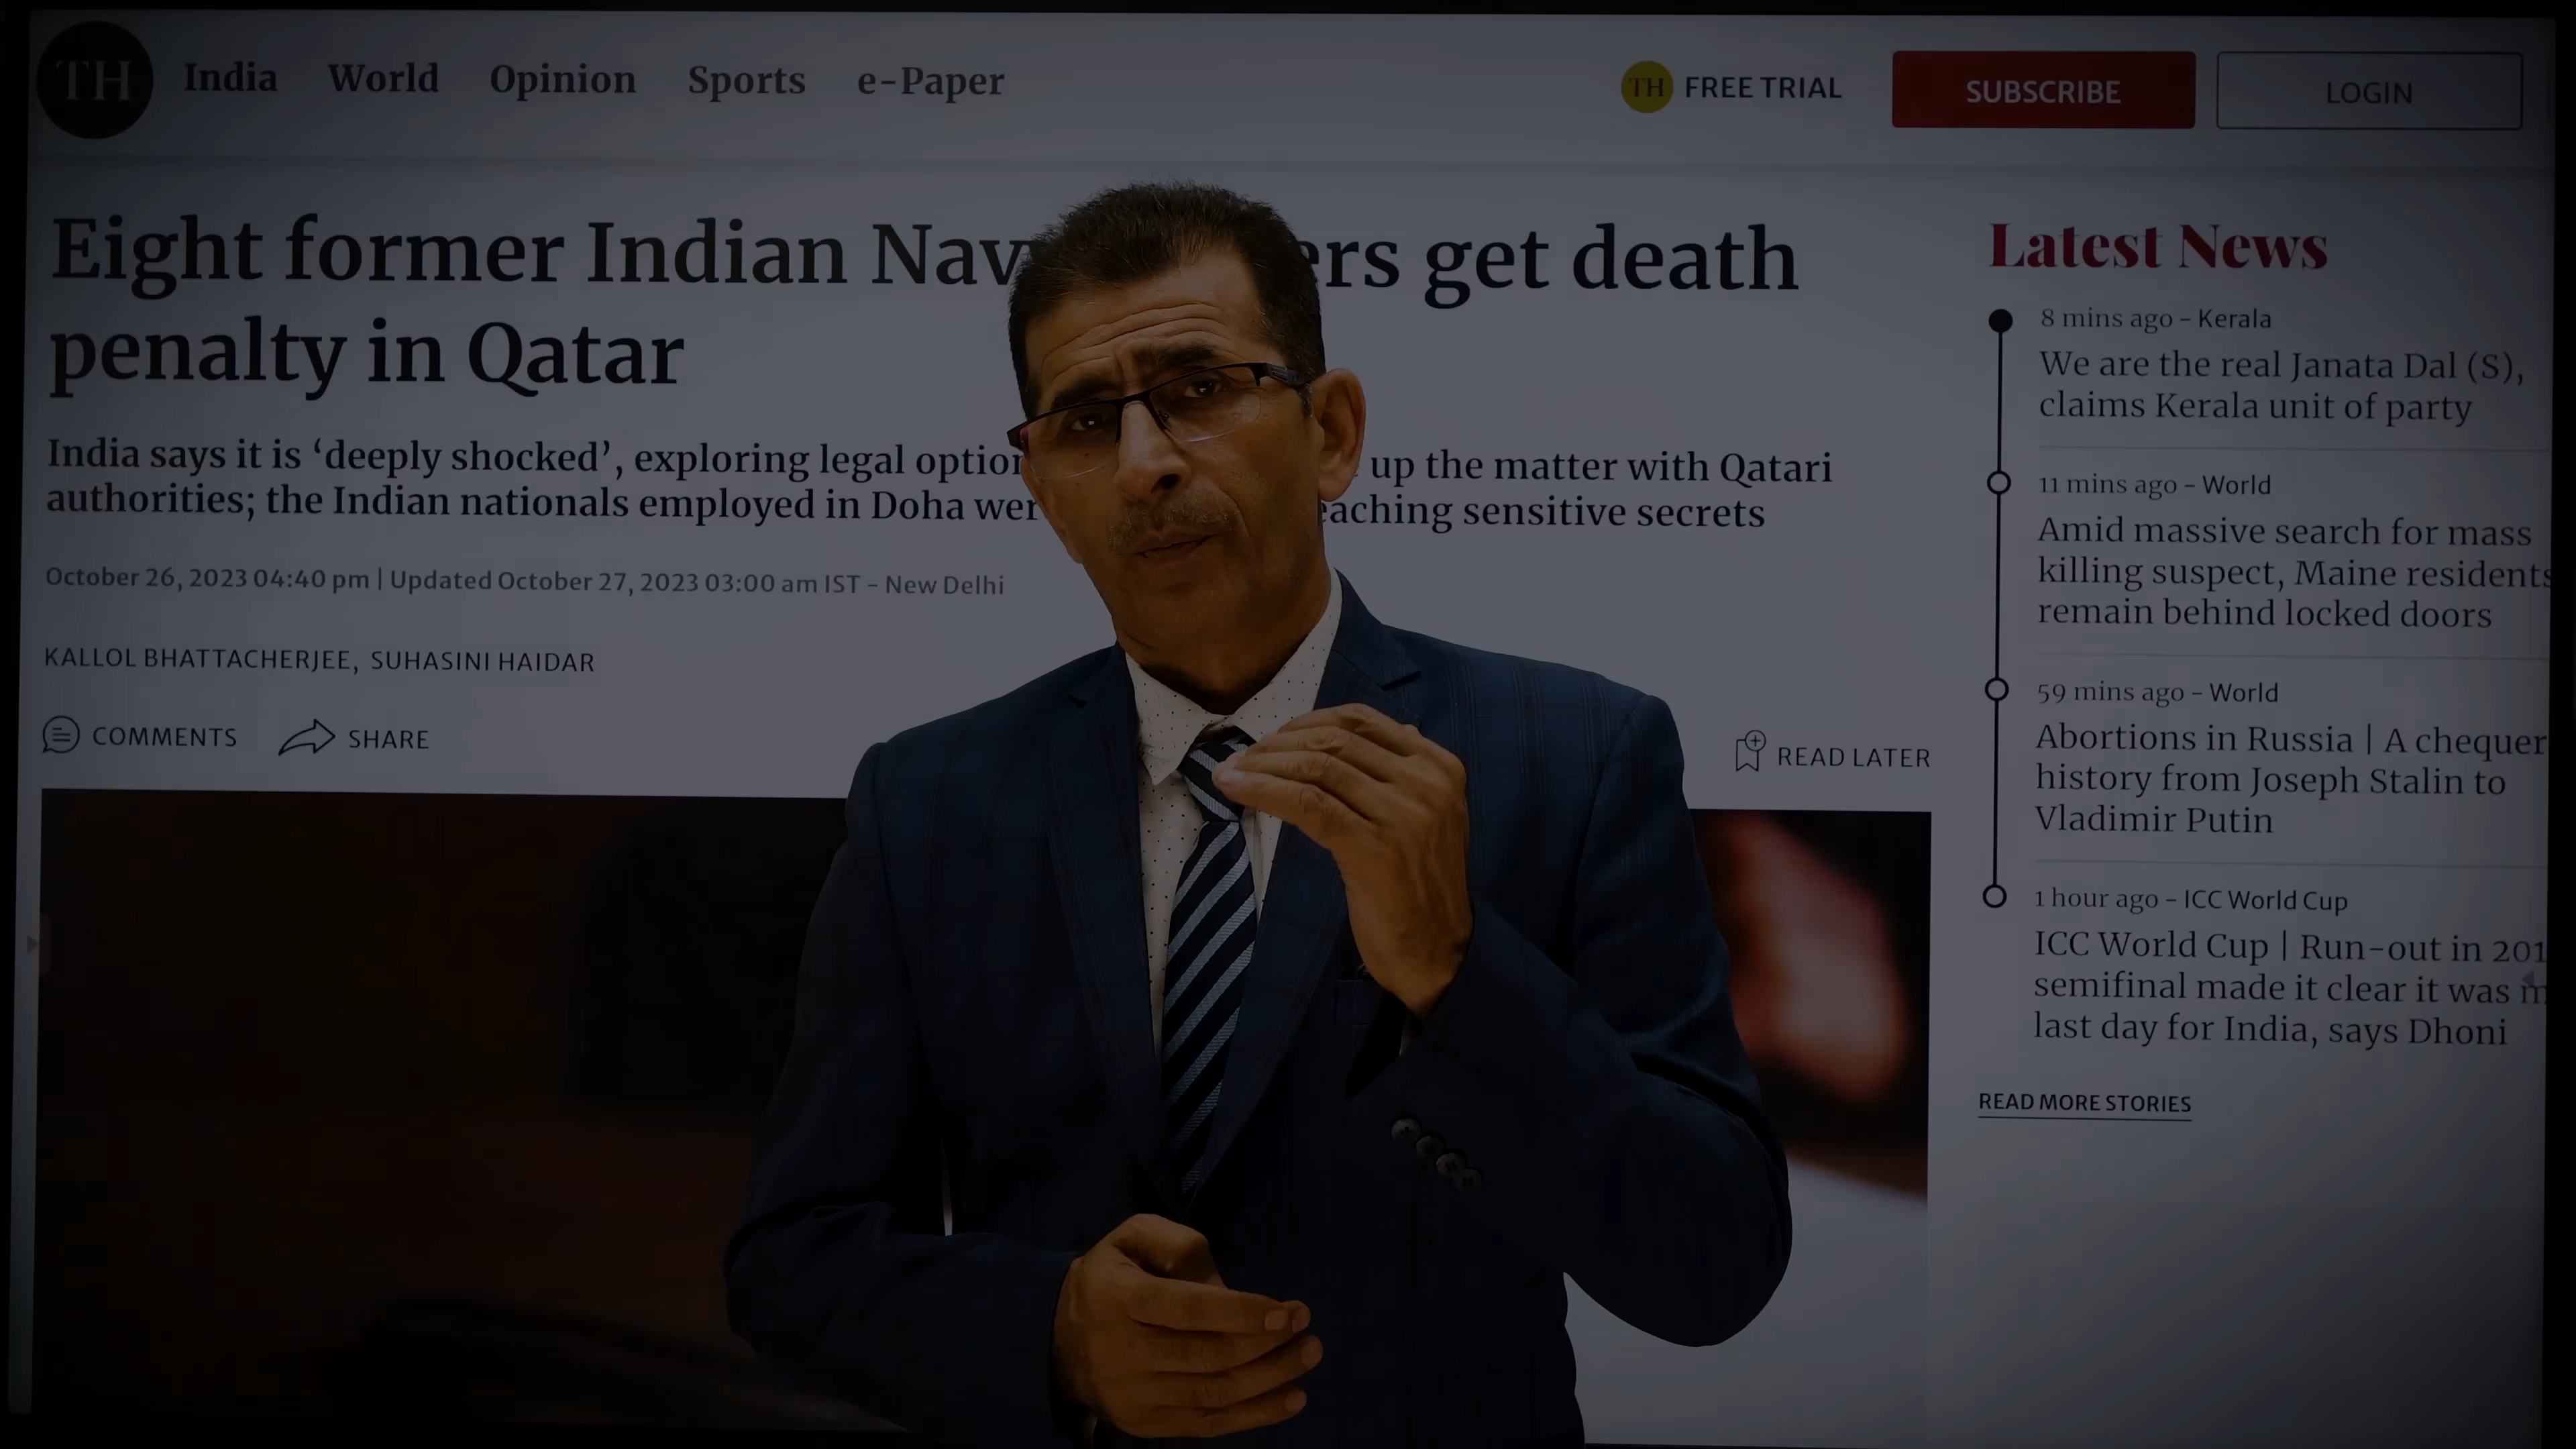 TH India World Opinion Sports e-Paper TH FREE TRIAL SUBSCRIBE LOGIN
Eight former Indian get death
penalty in Qatar
India says it is ‘deeply shocked’, exploring legal up the matter with Qatari
authorities; the Indian nationals employed in Doha sensitive secrets
October 26, 2023 04:40 pm | Updated October 27, 2023 03:00 am IST - New Delhi
KALLOL BHATTACHERJEE, SUHASINI HAIDAR
COMMENTS SHARE
READ LATER
Latest News
8 mins ago - Kerala
We are the real Janata Dal (S),
claims Kerala unit of party
11 mins ago - World
Amid massive search for mass
killing suspect, Maine residents
remain behind locked doors
59 mins ago - World
Abortions in Russia | A chequer
history from Joseph Stalin to
Vladimir Putin
1 hour ago - ICC World Cup
ICC World Cup | Run-out in 201
semifinal made it clear it was m
last day for India, says Dhoni
READ MORE STORIES